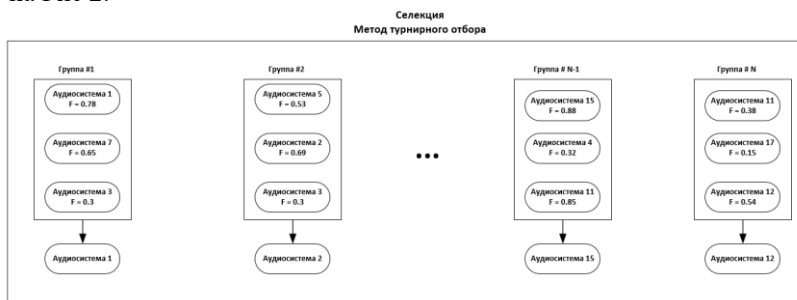 Селекция
Метод турнирного отбора
Группа #1
Группа #2
Группа # N-1
Группа # N
Аудиосистема 1
F = 0.78
Аудиосистема 7
F = 0.65
Аудиосистема 3
F = 0.3
Аудиосистема 1
Аудиосистема 5
F = 0.53
Аудиосистема 2
F = 0.69
Аудиосистема 3
F = 0.3
Аудиосистема 2
...
Аудиосистема 15
F = 0.88
Аудиосистема 4
F = 0.32
Аудиосистема 11
F = 0.85
Аудиосистема 15
Аудиосистема 11
F = 0.38
Аудиосистема 17
F = 0.15
Аудиосистема 12
F = 0.54
Аудиосистема 12